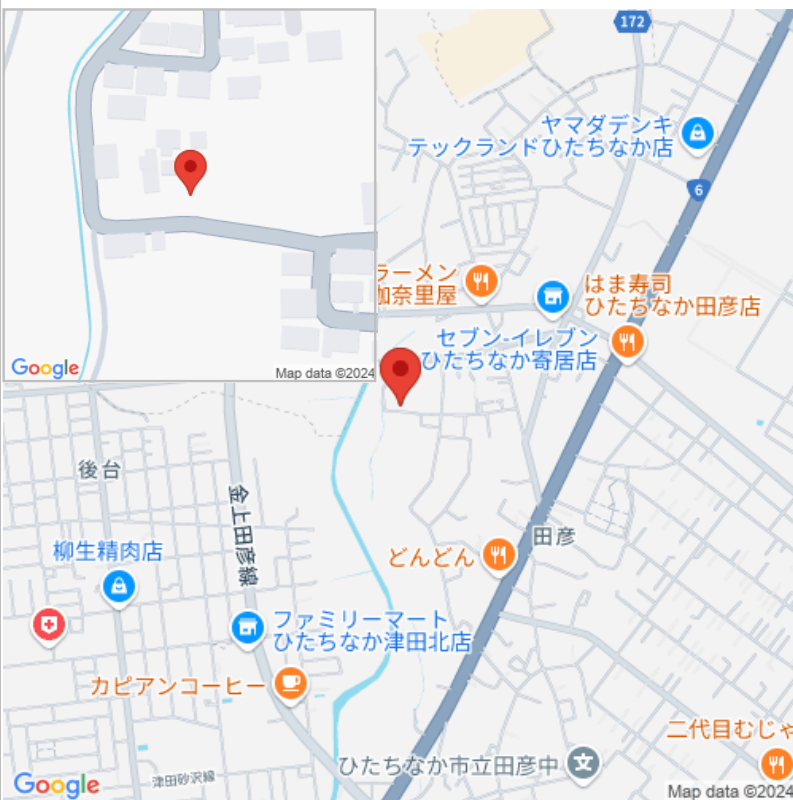 Google
Map data ©2024
172
ヤマダデンキ
テックランドひたちなか店
6
ラーメン
伽奈里屋
はま寿司
ひたちなか田彦店
セブン-イレブン
ひたちなか寄居店
後台
金上田彦線
柳生精肉店
どんどん
田彦
ファミリーマート
ひたちなか津田北店
カピアンコーヒー
二代目むじゃ
ひたちなか市立田彦中
文
津田砂沢線
Google
Map data ©2024